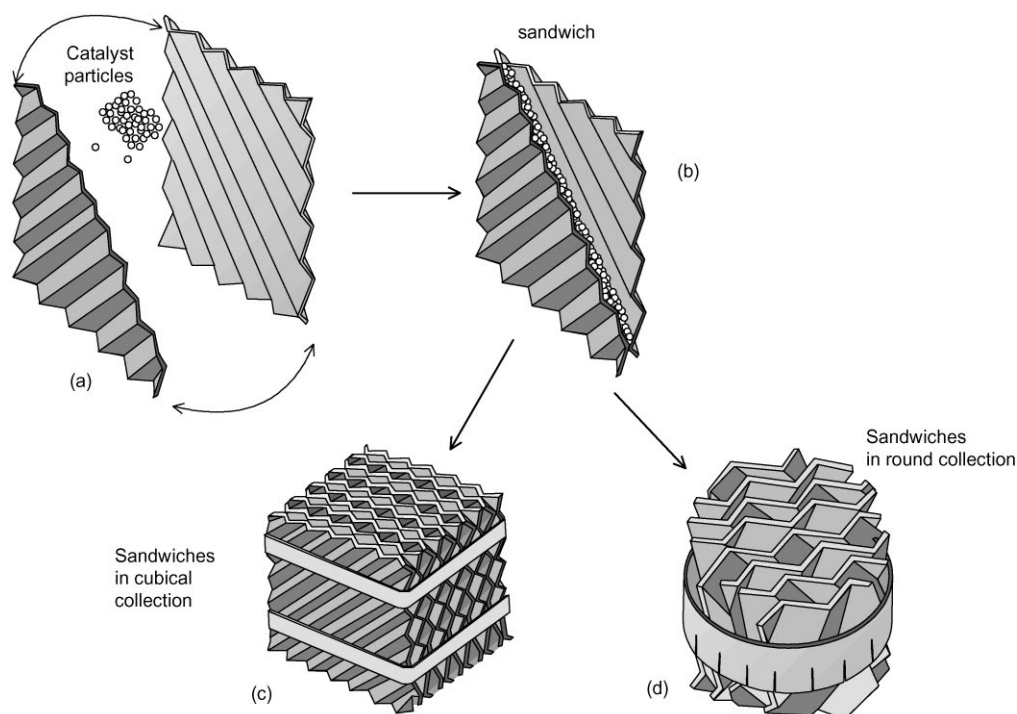 Catalyst
particles
sandwich
(a)
(b)
Sandwiches
in cubical
collection
(c)
Sandwiches
in round collection
(d)